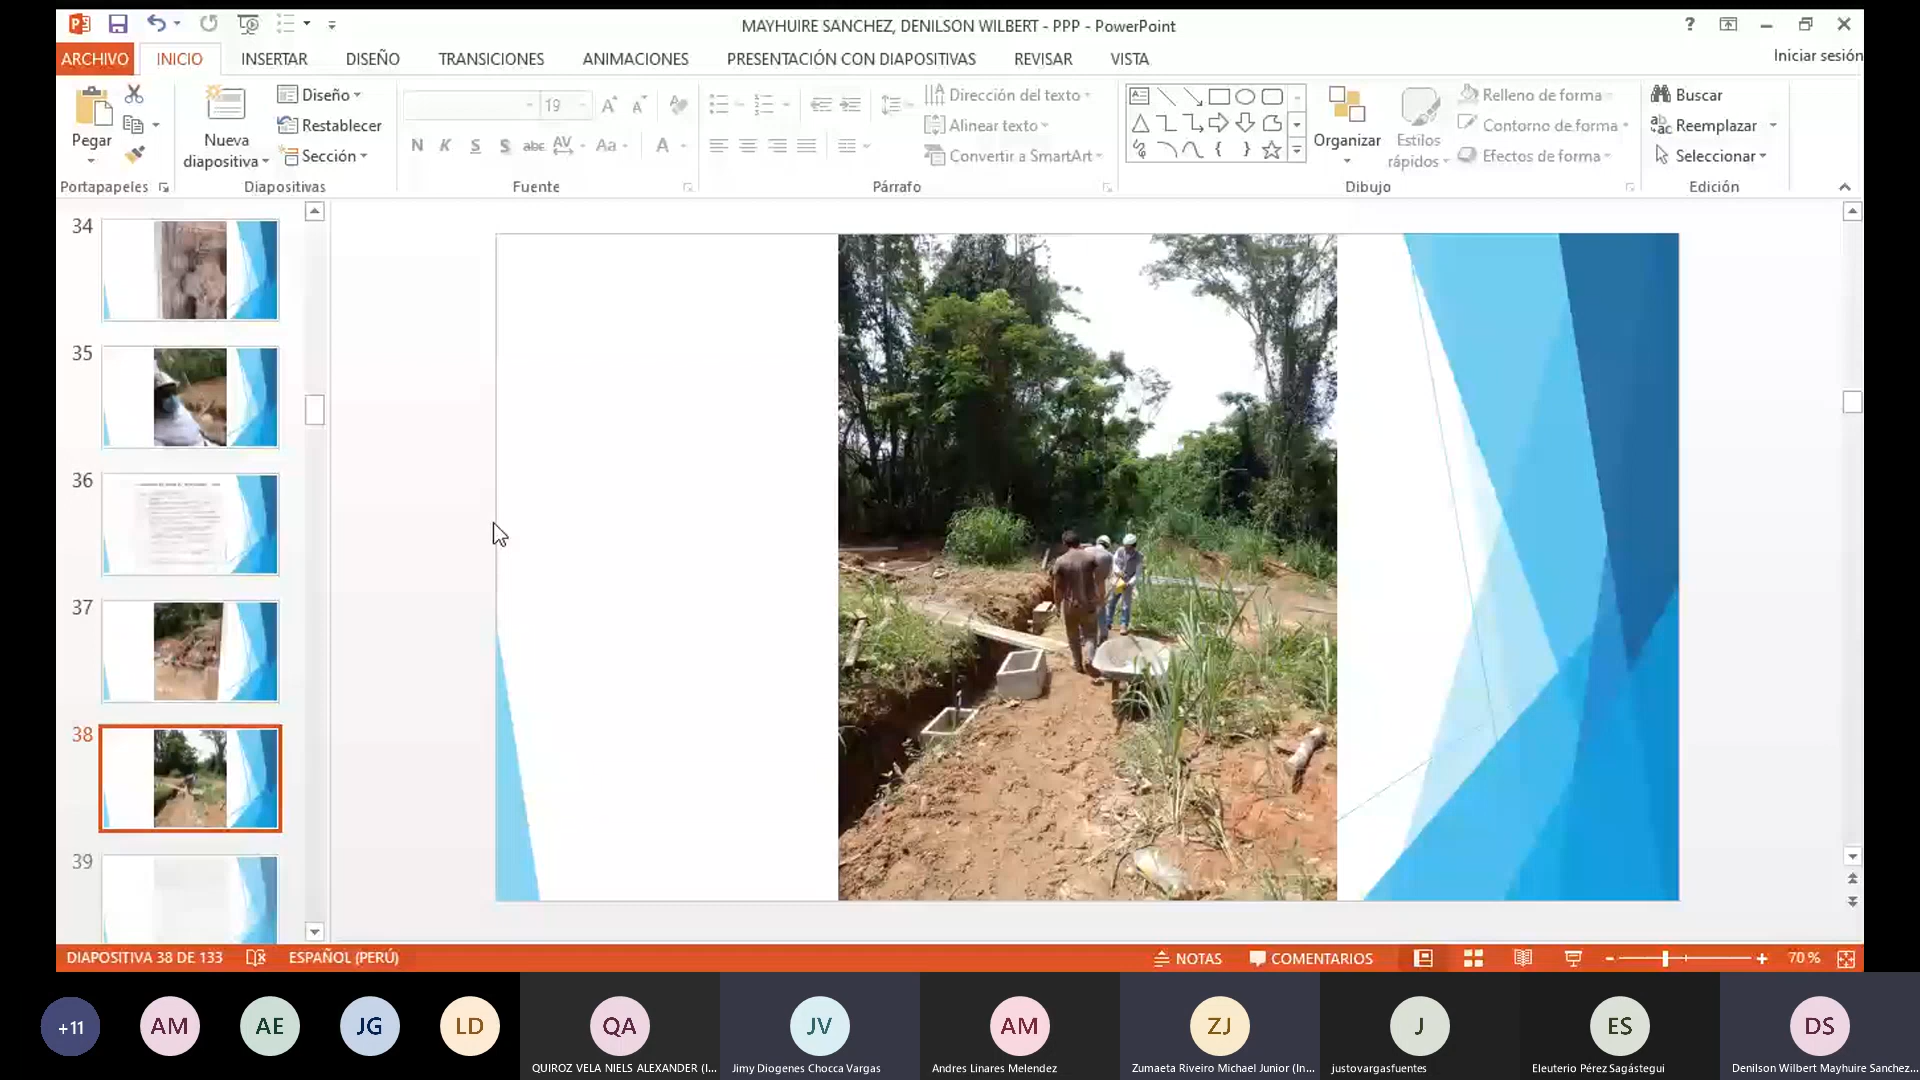 MAYHUIRE SANCHEZ, DENILSON WILBERT - PPP - PowerPoint
ARCHIVO INICIO INSERTAR DISEÑO TRANSICIONES ANIMACIONES PRESENTACIÓN CON DIAPOSITIVAS REVISAR VISTA Iniciar sesión
Pegar
Portapapeles
Nueva
diapositiva
Diseño
Restablecer
Sección
Diapositivas
19
N K S S abc AV Aa A
Fuente
Dirección del texto
Alinear texto
Convertir a SmartArt
Párrafo
Organizar
Estilos
rápidos
Relleno de forma
Contorno de forma
Efectos de forma
Dibujo
Buscar
Reemplazar
Seleccionar
Edición
34
35
36
37
38
39
DIAPOSITIVA 38 DE 133 ESPAÑOL (PERÚ) NOTAS COMENTARIOS 70 %
+11 AM AE JG LD QA JV AM ZJ J ES DS
QUIROZ VELA NIELS ALEXANDER (I... Jimy Diogenes Chocca Vargas Andres Linares Melendez Zumaeta Riveiro Michael Junior (In... justovargasfuentes Eleuterio Pérez Sagástegui Denilson Wilbert Mayhuire Sanchez...